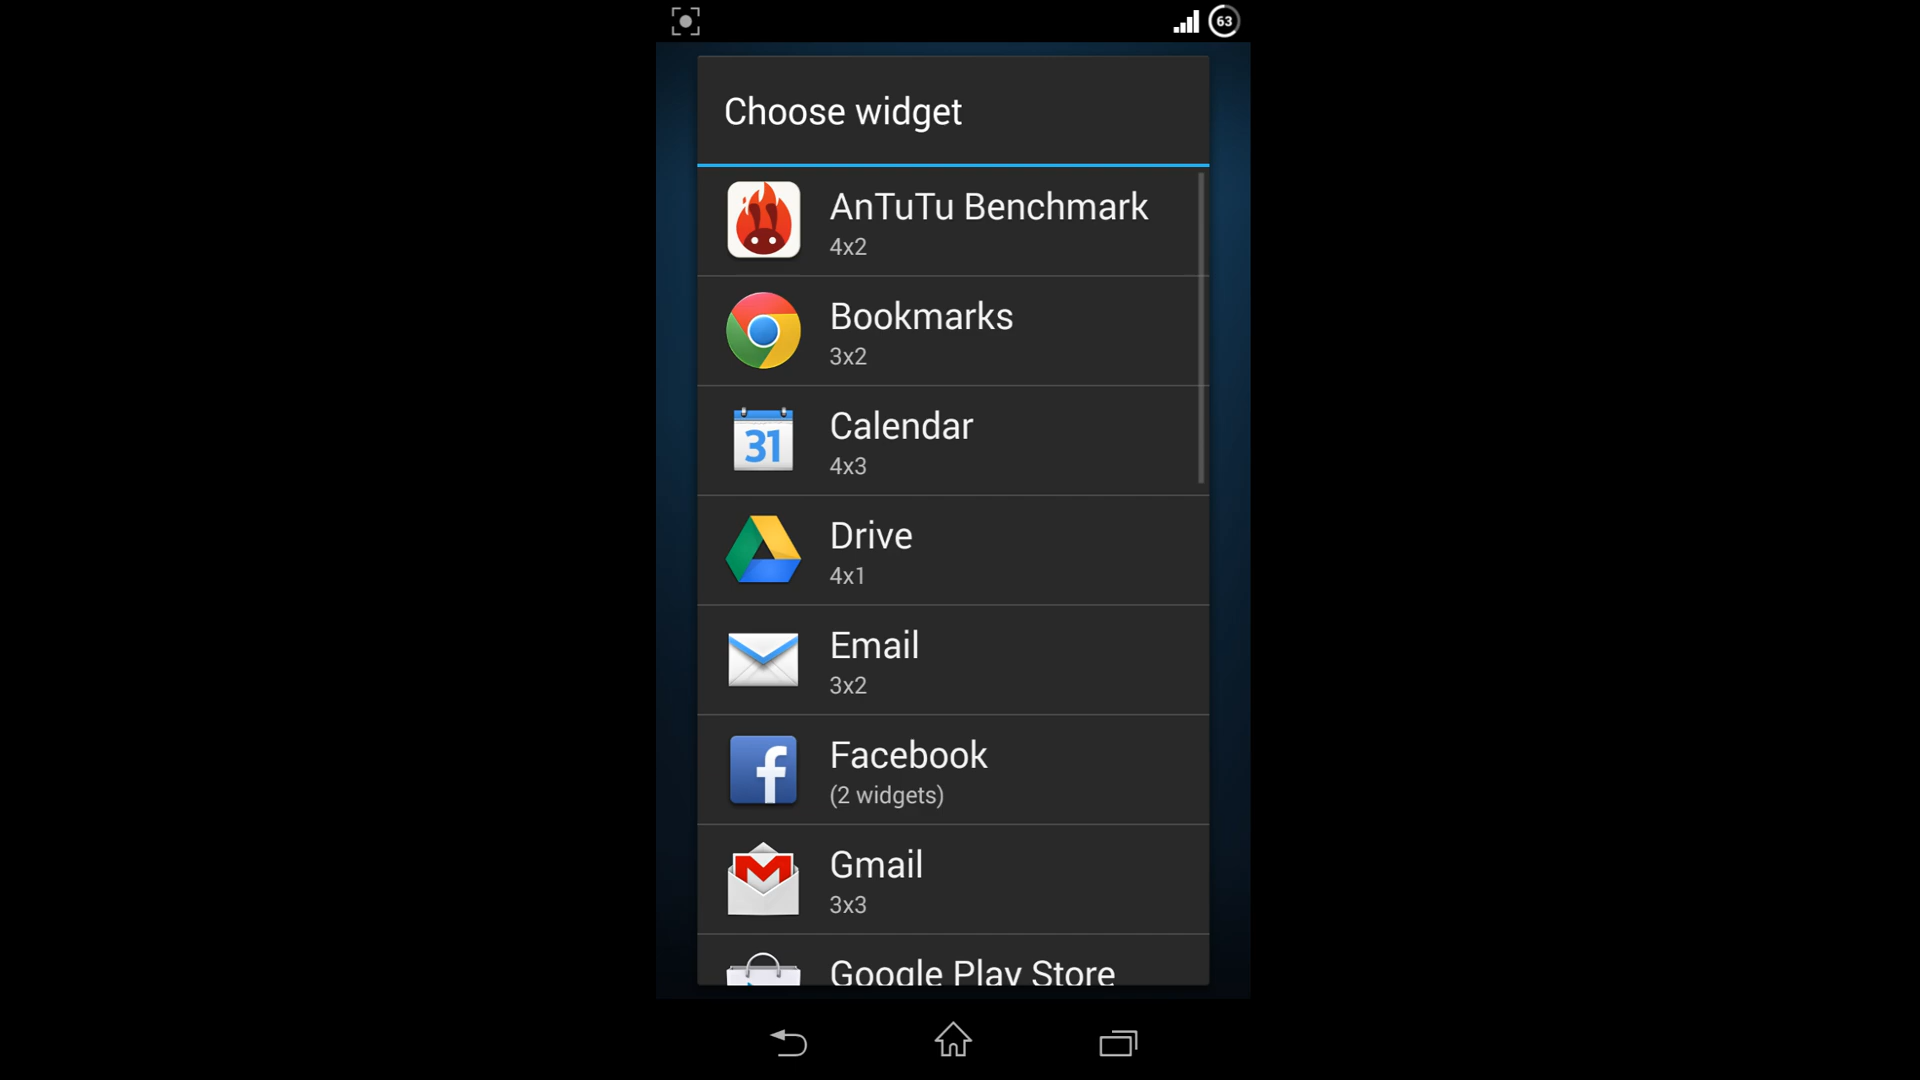 63
Choose widget
AnTuTu Benchmark
4x2
Bookmarks
3x2
31
Calendar
4x3
Drive
4x1
Email
3x2
f
Facebook
(2 widgets)
Gmail
3x3
Google Play Store